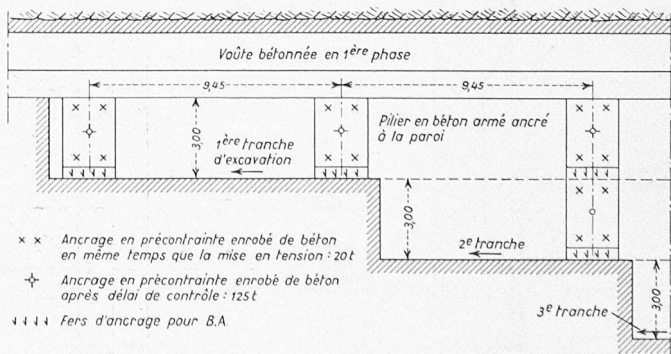 Voûte bétonnée en 1ère phase
9,45
9,45
3,00
1ère tranche
d'excavation
Pilier en béton armé ancré
à la paroi
3,00
2e tranche
3,00
3e tranche
Ancrage en précontrainte enrobé de béton
en même temps que la mise en tension : 20 t
Ancrage en précontrainte enrobé de béton
après délai de contrôle : 125 t
Fers d'ancrage pour B.A.